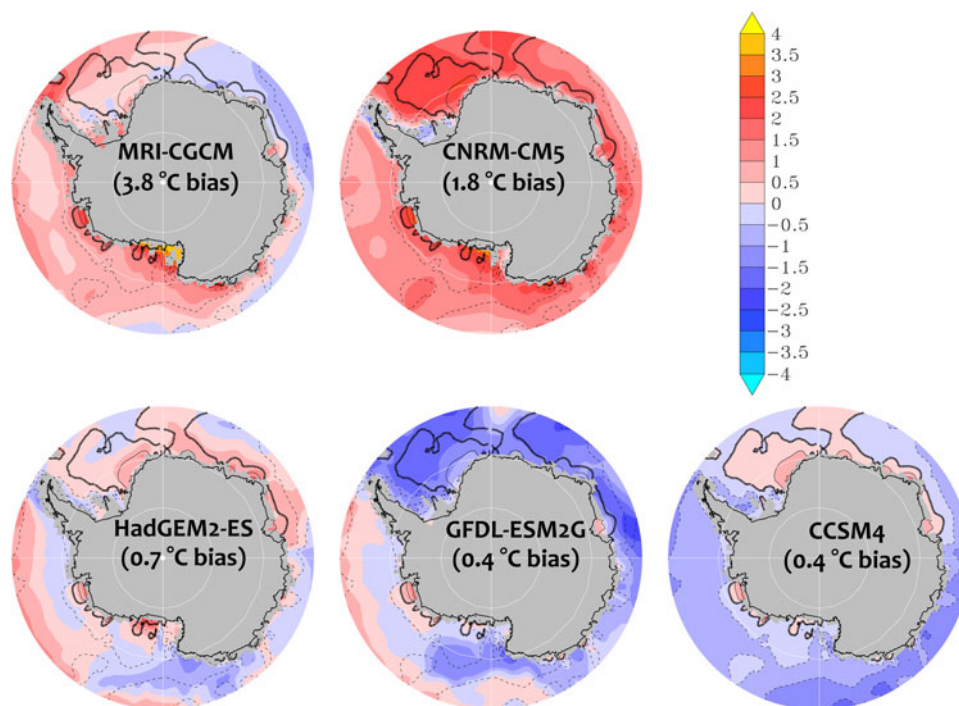 MRI-CGCM
(3.8 °C bias)
CNRM-CM5
(1.8 °C bias)
4
3.5
3
2.5
2
1.5
1
0.5
0
−0.5
−1
−1.5
−2
−2.5
−3
−3.5
−4
HadGEM2-ES
(0.7 °C bias)
GFDL-ESM2G
(0.4 °C bias)
CCSM4
(0.4 °C bias)